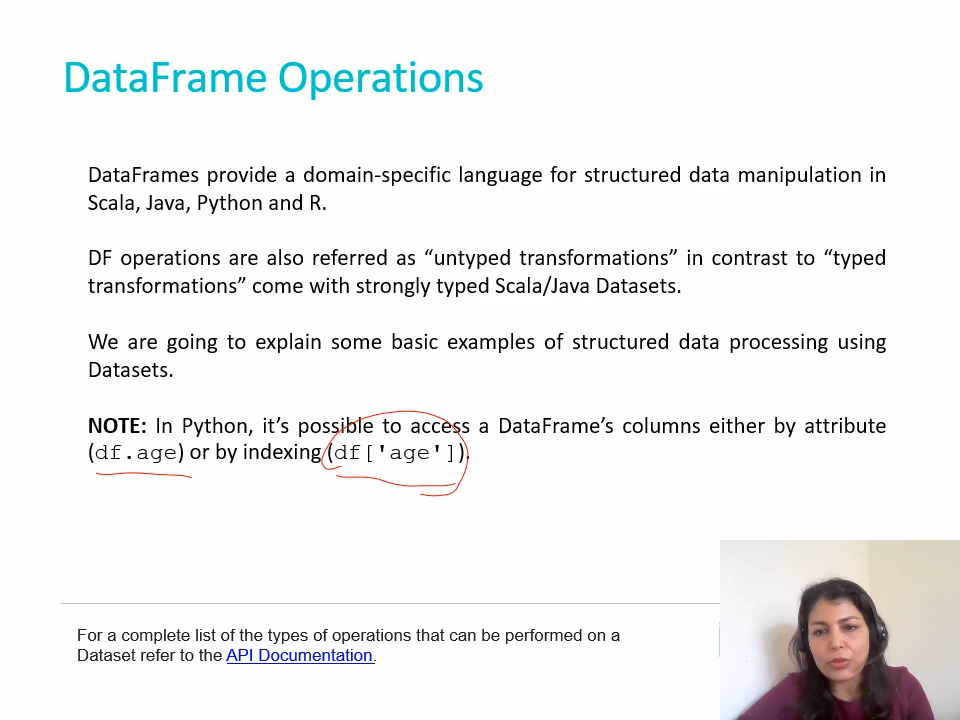 DataFrame Operations
DataFrames provide a domain-specific language for structured data manipulation in
Scala, Java, Python and R.
DF operations are also referred as “untyped transformations” in contrast to “typed
transformations” come with strongly typed Scala/Java Datasets.
We are going to explain some basic examples of structured data processing using
Datasets.
NOTE: In Python, it’s possible to access a DataFrame’s columns either by attribute
(df.age) or by indexing (df['age']).
For a complete list of the types of operations that can be performed on a
Dataset refer to the API Documentation.